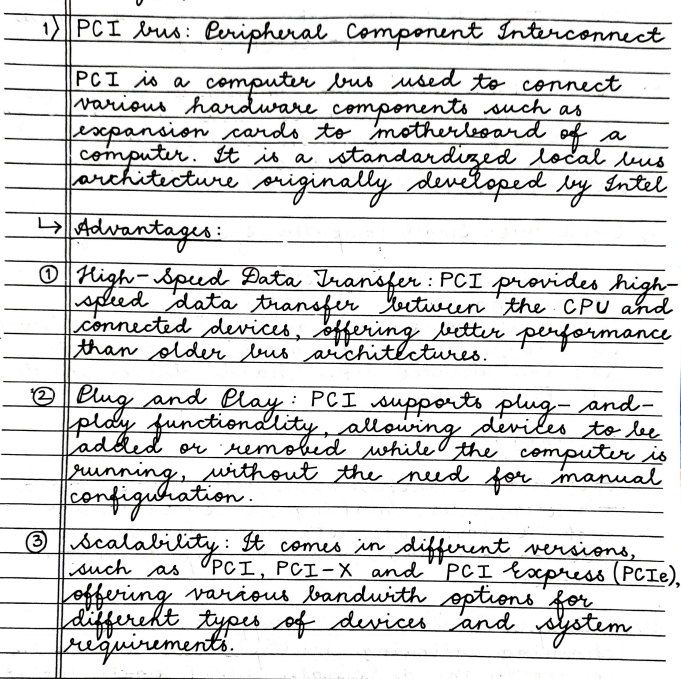 1) PCI bus: Peripheral Component Interconnect
PCI is a computer bus used to connect
various hardware components such as
expansion cards to motherboard of a
computer. It is a standardized local bus
architecture originally developed by Intel
↳ Advantages:
① High-Speed Data Transfer: PCI provides high-
speed data transfer between the CPU and
connected devices, offering better performance
than older bus architectures.
② Plug and Play: PCI supports plug-and-
play functionality, allowing devices to be
added or removed while the computer is
running, without the need for manual
configuration.
③ Scalability: It comes in different versions,
such as PCI, PCI-X and PCI Express (PCIe),
offering various bandwith options for
different types of devices and system
requirements.